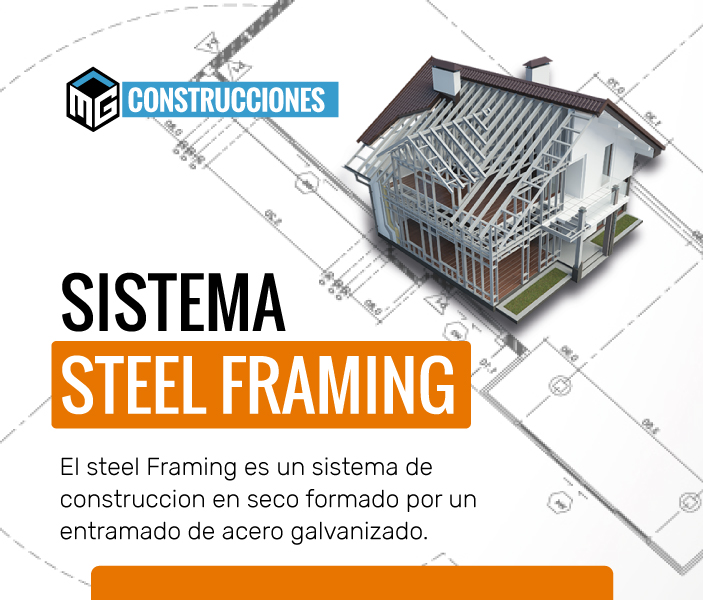 MG CONSTRUCCIONES
SISTEMA
STEEL FRAMING
El steel Framing es un sistema de
construccion en seco formado por un
entramado de acero galvanizado.